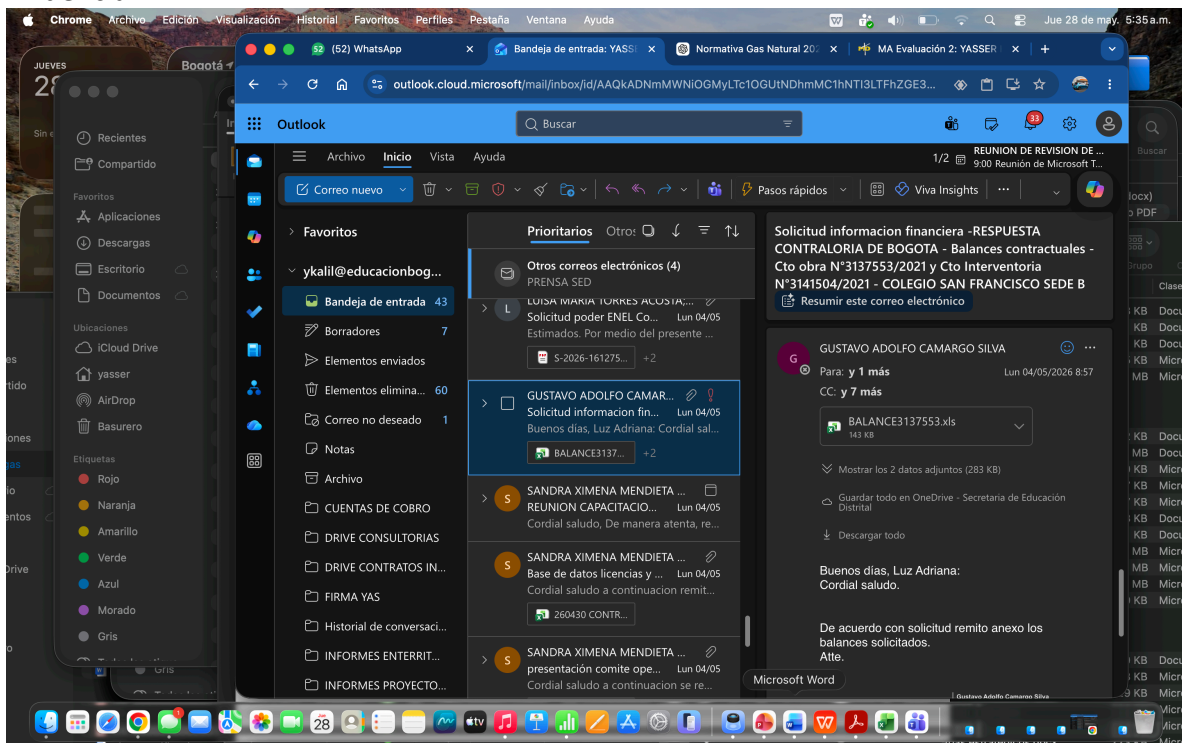 Chrome Archivo Edición Visualización Historial Favoritos Perfiles Pestaña Ventana Ayuda
Jue 28 de may. 5:35 a.m.
JUEVES
Bogotá
(52) WhatsApp
Bandeja de entrada: YASS
Normativa Gas Natural 202
MA Evaluación 2: YASSER
outlook.cloud.microsoft/mail/inbox/id/AAQkADNmMWNiOGMyLTc1OGUtNDhmMC1hNTI3LTFhZGE3...
Outlook
Buscar
33
Archivo Inicio Vista Ayuda
1/2
REUNION DE REVISION DE ...
9:00 Reunión de Microsoft T...
Correo nuevo
Pasos rápidos
Viva Insights
Recientes
Compartido
Favoritos
Aplicaciones
Descargas
Escritorio
Documentos
Ubicaciones
iCloud Drive
yasser
AirDrop
Basurero
Etiquetas
Rojo
Naranja
Amarillo
Verde
Azul
Morado
Gris
Gris
Favoritos
ykalil@educacionbog...
Bandeja de entrada 43
Borradores 7
Elementos enviados
Elementos elimina... 60
Correo no deseado 1
Notas
Archivo
CUENTAS DE COBRO
DRIVE CONSULTORIAS
DRIVE CONTRATOS IN...
FIRMA YAS
Historial de conversaci...
INFORMES ENTERRIT...
INFORMES PROYECTO...
Prioritarios Otros
Otros correos electrónicos (4)
PRENSA SED
L
LUISA MARIA TORRES ACOSTA;...
Solicitud poder ENEL Co... Lun 04/05
Estimados. Por medio del presente ...
S-2026-161275... +2
GUSTAVO ADOLFO CAMAR...
Solicitud informacion fin... Lun 04/05
Buenos días, Luz Adriana: Cordial sal...
BALANCE3137... +2
S
SANDRA XIMENA MENDIETA ...
REUNION CAPACITACIO... Lun 04/05
Cordial saludo, De manera atenta, re...
S
SANDRA XIMENA MENDIETA ...
Base de datos licencias y ... Lun 04/05
Cordial saludo a continuacion remit...
260430 CONTR...
S
SANDRA XIMENA MENDIETA ...
presentación comite ope... Lun 04/05
Cordial saludo a continuacion se re...
Solicitud informacion financiera -RESPUESTA
CONTRALORIA DE BOGOTA - Balances contractuales -
Cto obra N°3137553/2021 y Cto Interventoria
N°3141504/2021 - COLEGIO SAN FRANCISCO SEDE B
Resumir este correo electrónico
G
GUSTAVO ADOLFO CAMARGO SILVA
Para: y 1 más
Lun 04/05/2026 8:57
CC: y 7 más
BALANCE3137553.xls
143 KB
Mostrar los 2 datos adjuntos (283 KB)
Guardar todo en OneDrive - Secretaria de Educación
Distrital
Descargar todo
Buenos días, Luz Adriana:
Cordial saludo.
De acuerdo con solicitud remito anexo los
balances solicitados.
Atte.
Gustavo Adolfo Camargo Silva
Microsoft Word
Buscar
PDF
28